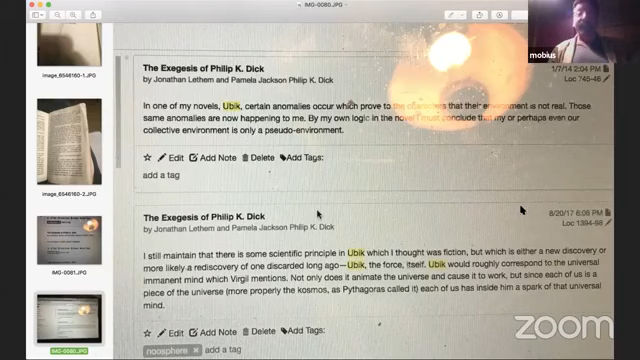 IMG-0080.JPG
image_6546160-1.JPG
image_6546160-2.JPG
IMG-0081.JPG
IMG-0080.JPG
The Exegesis of Philip K. Dick
1/7/14 2:04 PM
by Jonathan Lethem and Pamela Jackson Philip K. Dick
Loc 745-46
In one of my novels, Ubik, certain anomalies occur which prove to the characters that their environment is not real. Those
same anomalies are now happening to me. By my own logic in the novel I must conclude that my or perhaps even our
collective environment is only a pseudo-environment.
Edit Add Note Delete Add Tags:
add a tag
The Exegesis of Philip K. Dick
8/20/17 6:06 PM
by Jonathan Lethem and Pamela Jackson Philip K. Dick
Loc 1394-98
I still maintain that there is some scientific principle in Ubik which I thought was fiction, but which is either a new discovery or
more likely a rediscovery of one discarded long ago—Ubik, the force, itself. Ubik would roughly correspond to the universal
immanent mind which Virgil mentions. Not only does it animate the universe and cause it to work, but since each of us is a
piece of the universe (more properly the kosmos, as Pythagoras called it) each of us has inside him a spark of that universal
mind.
Edit Add Note Delete Add Tags:
noosphere × add a tag
mobius
zoom